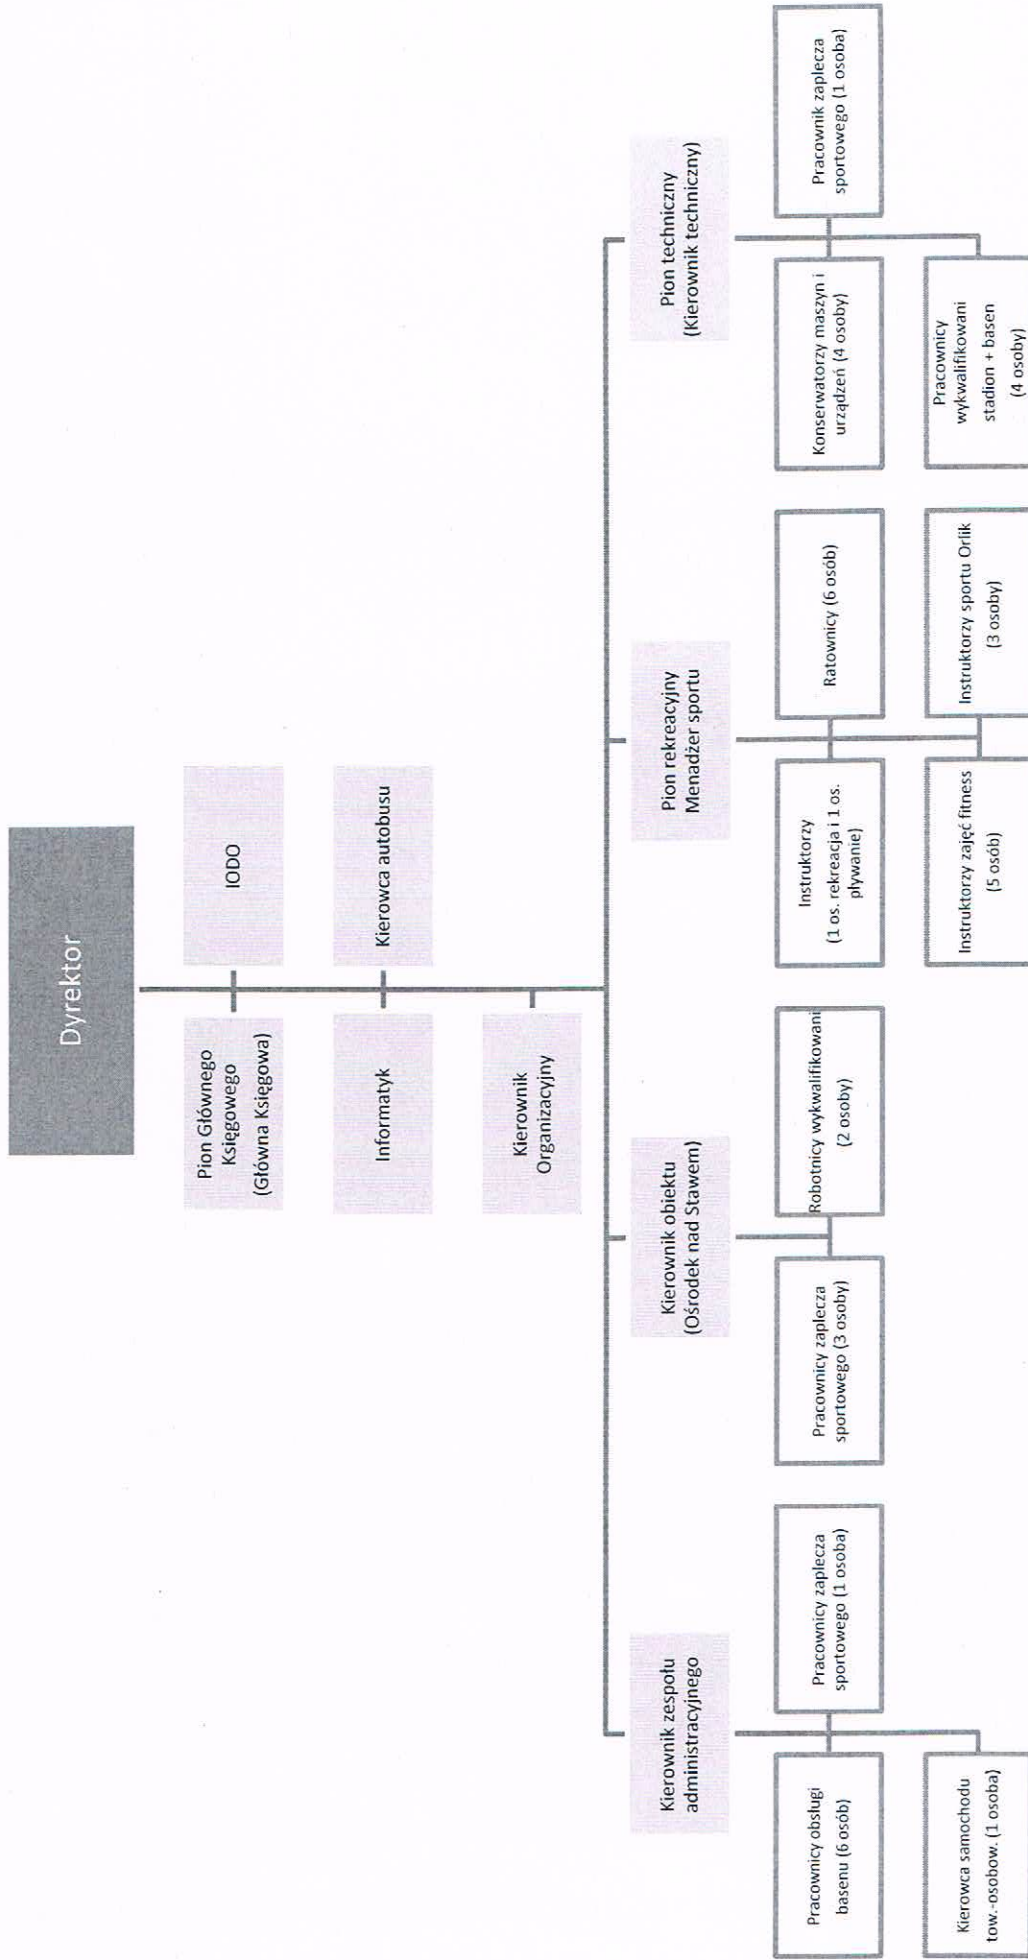 Dyrektor
Pion Głównego
Księgowego
(Główna Księgowa)
IODO
Informatyk
Kierowca autobusu
Kierownik
Organizacyjny
Kierownik zespołu
administracyjnego
Kierownik obiektu
(Ośrodek nad Stawem)
Pion rekreacyjny
Menadżer sportu
Pion techniczny
(Kierownik techniczny)
Pracownicy obsługi
basenu (6 osób)
Pracownicy zaplecza
sportowego (1 osoba)
Kierowca samochodu
tow.-osobow. (1 osoba)
Pracownicy zaplecza
sportowego (3 osoby)
Robotnicy wykwalifikowani
(2 osoby)
Instruktorzy
(1 os. rekreacja i 1 os.
pływanie)
Ratownicy (6 osób)
Instruktorzy zajęć fitness
(5 osób)
Instruktorzy sportu Orlik
(3 osoby)
Konserwatorzy maszyn i
urządzeń (4 osoby)
Pracownik zaplecza
sportowego (1 osoba)
Pracownicy
wykwalifikowani
stadion + basen
(4 osoby)